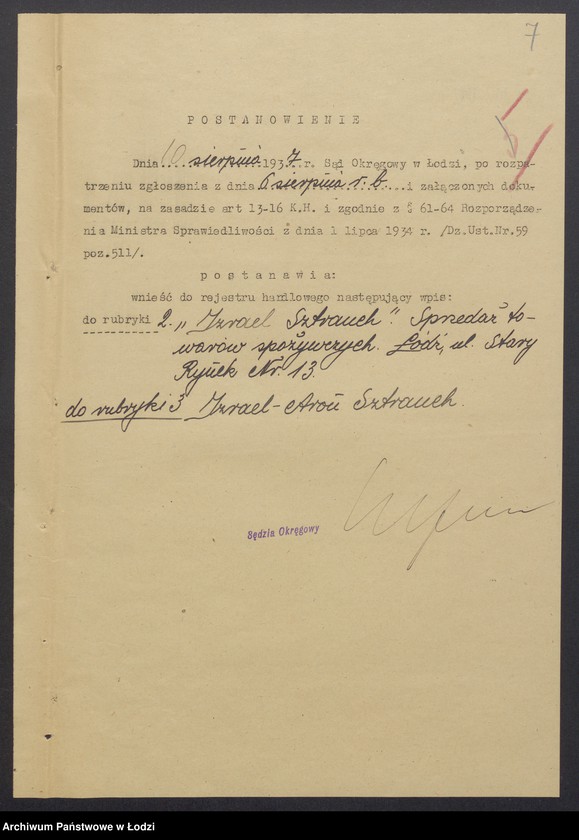 7
5
POSTANOWIENIE
Dnia 10 sierpnia 1937 r. Sąd Okręgowy w Łodzi, po rozpa-
trzeniu zgłoszenia z dnia 6 sierpnia r. b. i załączonych doku-
mentów, na zasadzie art 13-16 K.H. i zgodnie z § 61-64 Rozporządze-
nia Ministra Sprawiedliwości z dnia 1 lipca 1934 r. /Dz.Ust.Nr.59
poz.511/.
postanawia:
wnieść do rejestru handlowego następujący wpis:
do rubryki 2. „Izrael Sztrauch". Sprzedaż to-
warów spożywczych. Łódź, ul. Stary
Rynek Nr. 13.
do rubryki 3 Izrael-Aron Sztrauch.
Sędzia Okręgowy
Archiwum Państwowe w Łodzi